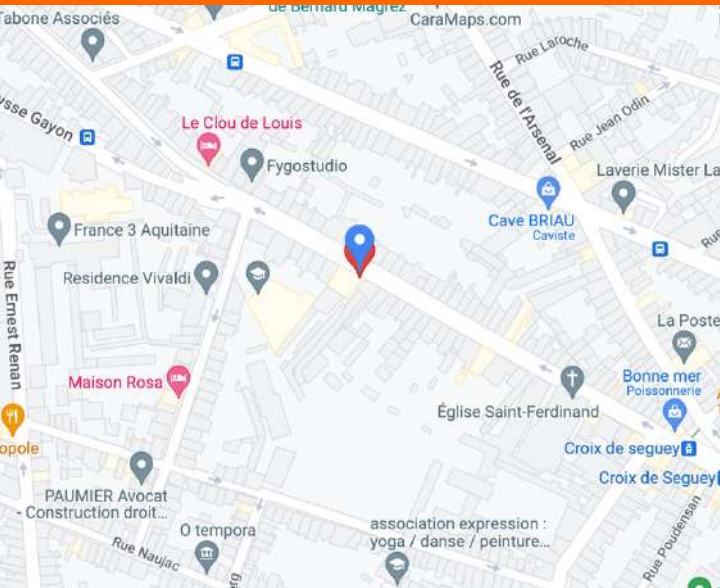 Tabone Associés
de Bernard Magrez
CaraMaps.com
Rue Laroche
Rue de l'Arsenal
Rue Jean Odin
ysse Gayon
Le Clou de Louis
Fygostudio
Laverie Mister La
Cave BRIAU
Caviste
France 3 Aquitaine
Rue
Residence Vivaldi
Rue Ernest Renan
La Poste
Maison Rosa
Bonne mer
Poissonnerie
Église Saint-Ferdinand
opole
Croix de seguey
Croix de Seguey
PAUMIER Avocat
- Construction droit...
O tempora
association expression :
yoga / danse / peinture...
Rue Naujac
Rue Poudensan